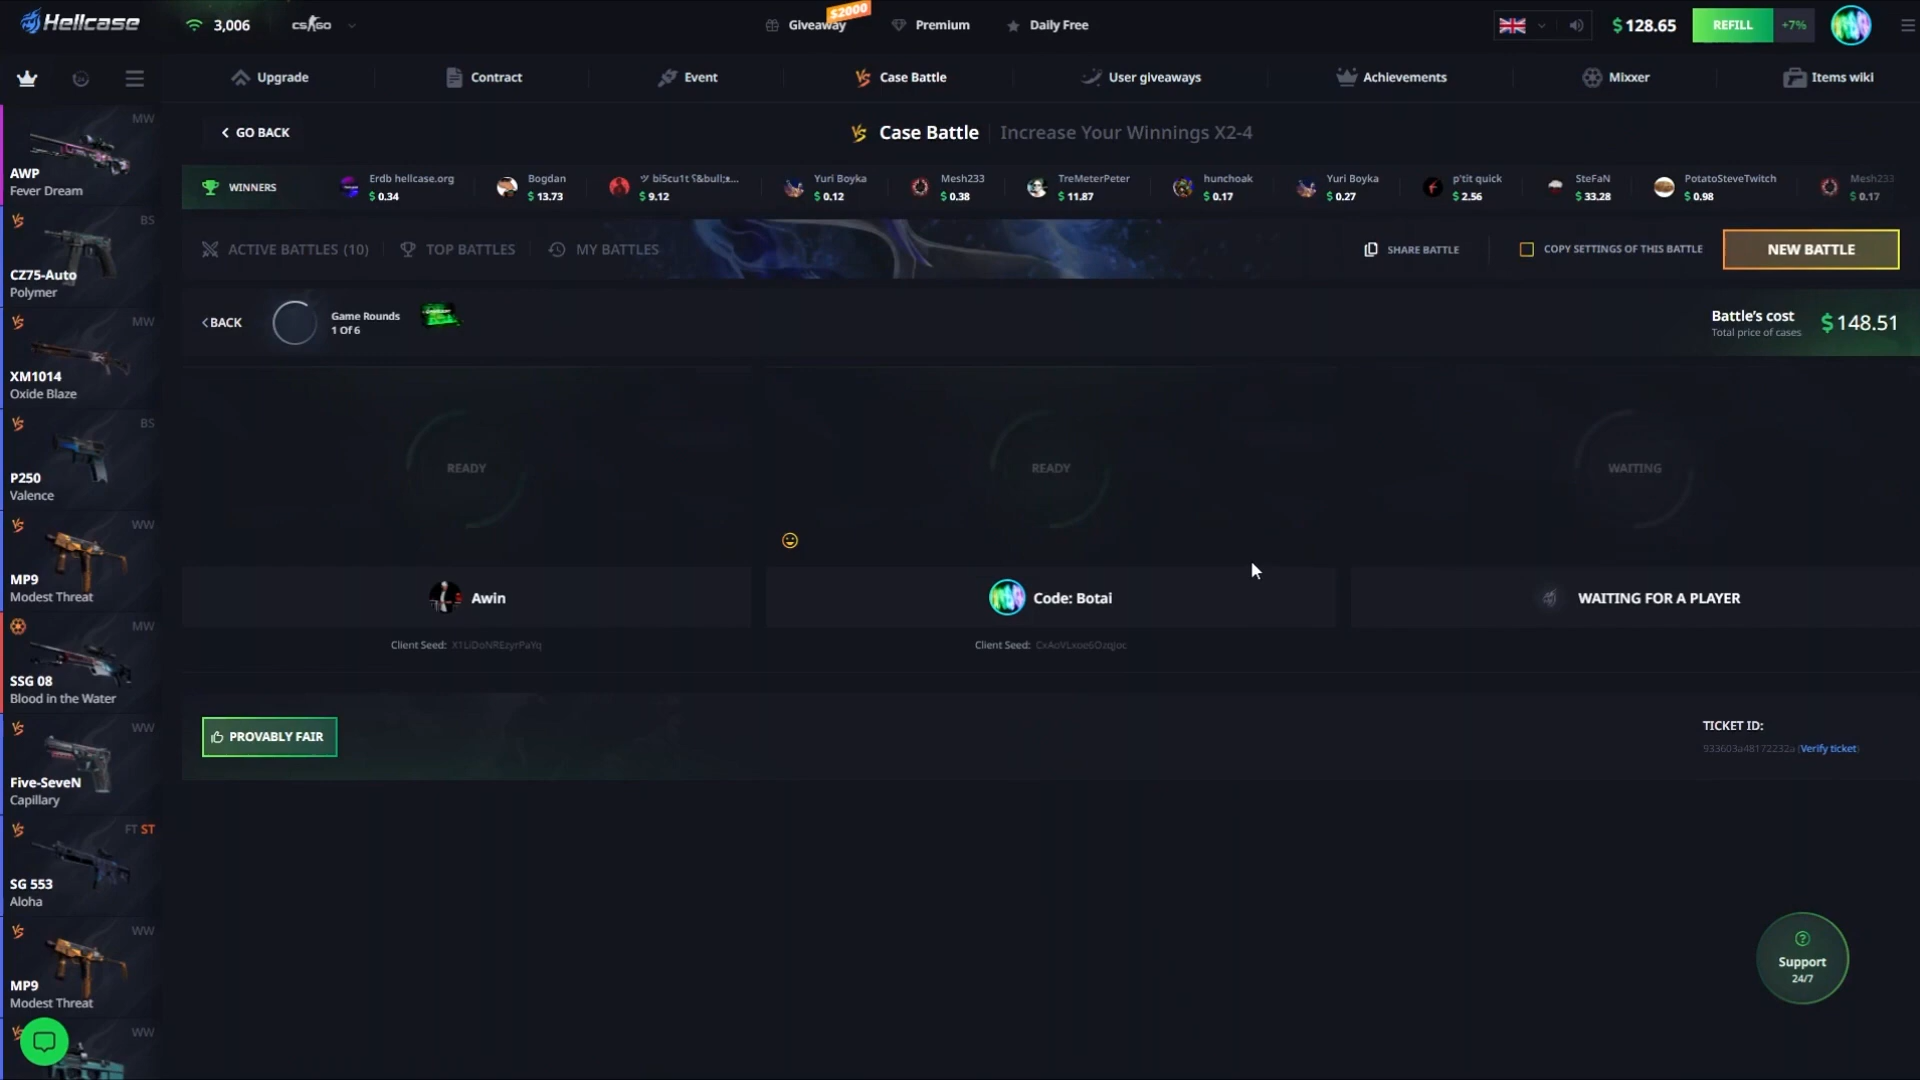 Hellcase
3,006
CS:GO
Giveaway
$2000
Premium
Daily Free
$ 128.65
REFILL
+7%
Upgrade
Contract
Event
Case Battle
User giveaways
Achievements
Mixxer
Items wiki
GO BACK
Case Battle
Increase Your Winnings X2-4
WINNERS
Erdb hellcase.org
$ 0.34
Bogdan
$ 13.73
ツ bi5cu1t
$ 9.12
Yuri Boyka
$ 0.12
Mesh233
$ 0.38
TreMeterPeter
$ 11.87
hunchoak
$ 0.17
Yuri Boyka
$ 0.27
p'tit quick
$ 2.56
SteFaN
$ 33.28
PotatoSteveTwitch
$ 0.98
Mesh233
$ 0.17
ACTIVE BATTLES (10)
TOP BATTLES
MY BATTLES
SHARE BATTLE
COPY SETTINGS OF THIS BATTLE
NEW BATTLE
BACK
Game Rounds
1 Of 6
Battle's cost
Total price of cases
$ 148.51
READY
READY
WAITING
Awin
Code: Botai
WAITING FOR A PLAYER
Client Seed: X1LiDoNREzyrPaYq
Client Seed: CxAoVLxoe6Ozqjoc
PROVABLY FAIR
TICKET ID:
933603a48172232a (Verify ticket)
Support
24/7
MW
AWP
Fever Dream
BS
CZ75-Auto
Polymer
MW
XM1014
Oxide Blaze
BS
P250
Valence
WW
MP9
Modest Threat
MW
SSG 08
Blood in the Water
WW
Five-SeveN
Capillary
FT ST
SG 553
Aloha
WW
MP9
Modest Threat
WW